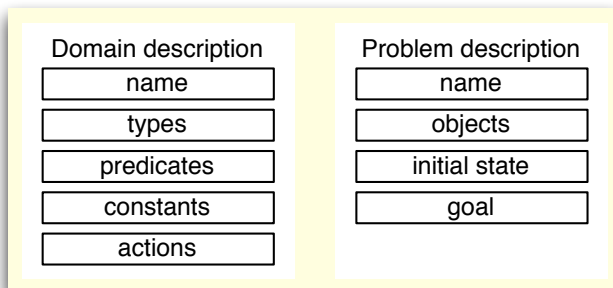 Domain description
name
types
predicates
constants
actions
Problem description
name
objects
initial state
goal